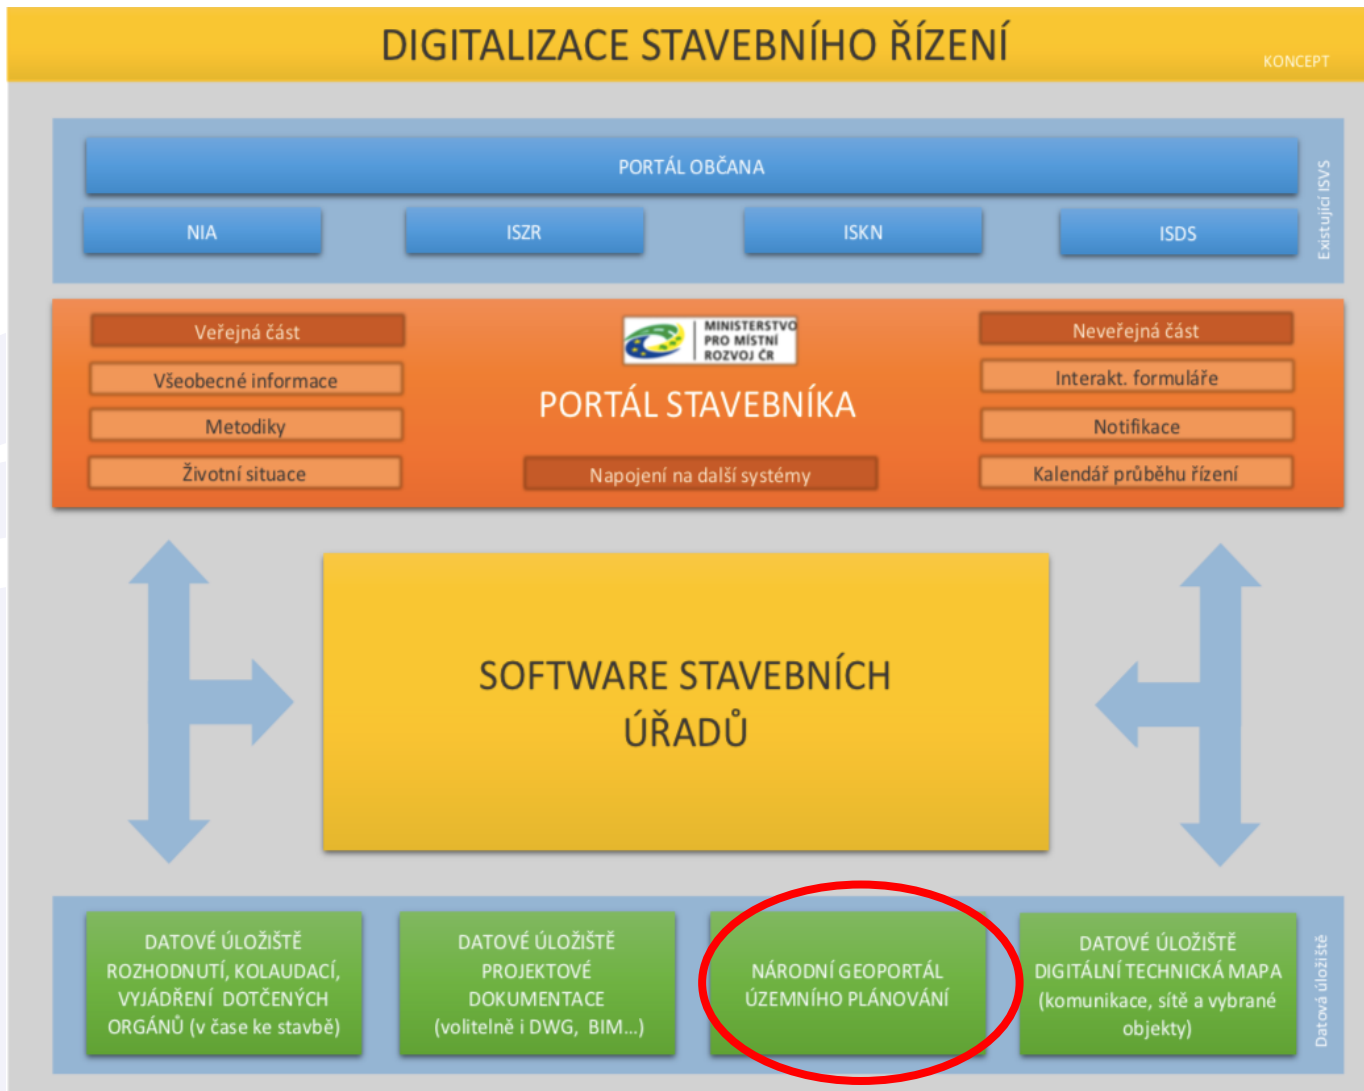 DIGITALIZACE STAVEBNÍHO ŘÍZENÍ
KONCEPT
PORTÁL OBČANA
NIA
ISZR
ISKN
ISDS
Existující ISVS
Veřejná část
Všeobecné informace
Metodiky
Životní situace
MINISTERSTVO
PRO MÍSTNÍ
ROZVOJ ČR
PORTÁL STAVEBNÍKA
Napojení na další systémy
Neveřejná část
Interakt. formuláře
Notifikace
Kalendář průběhu řízení
SOFTWARE STAVEBNÍCH
ÚŘADŮ
DATOVÉ ÚLOŽIŠTĚ
ROZHODNUTÍ, KOLAUDACÍ,
VYJÁDŘENÍ DOTČENÝCH
ORGÁNŮ (v čase ke stavbě)
DATOVÉ ÚLOŽIŠTĚ
PROJEKTOVÉ
DOKUMENTACE
(volitelně i DWG, BIM...)
NÁRODNÍ GEOPORTÁL
ÚZEMNÍHO PLÁNOVÁNÍ
DATOVÉ ÚLOŽIŠTĚ
DIGITÁLNÍ TECHNICKÁ MAPA
(komunikace, sítě a vybrané
objekty)
Datová úložiště